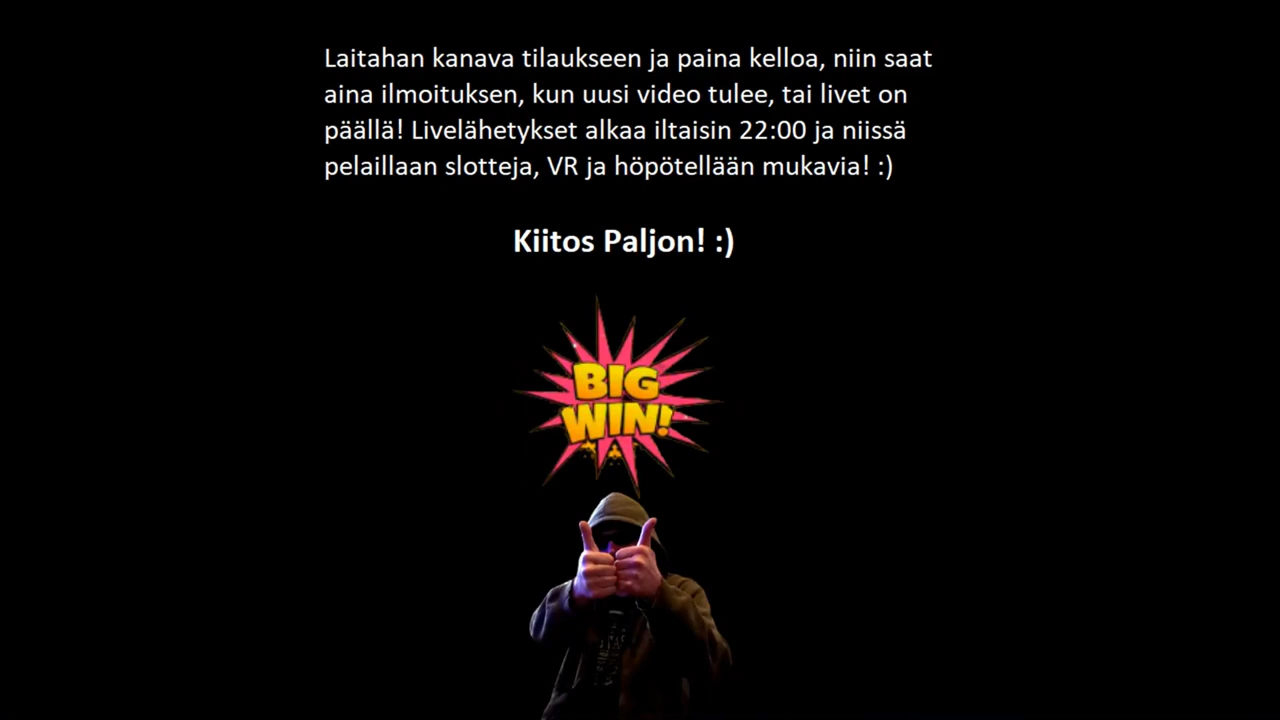 Laitahan kanava tilaukseen ja paina kelloa, niin saat
aina ilmoituksen, kun uusi video tulee, tai livet on
päällä! Livelähetykset alkaa iltaisin 22:00 ja niissä
pelaillaan slotteja, VR ja höpötellään mukavia! :)
Kiitos Paljon! :)
BIG
WIN!